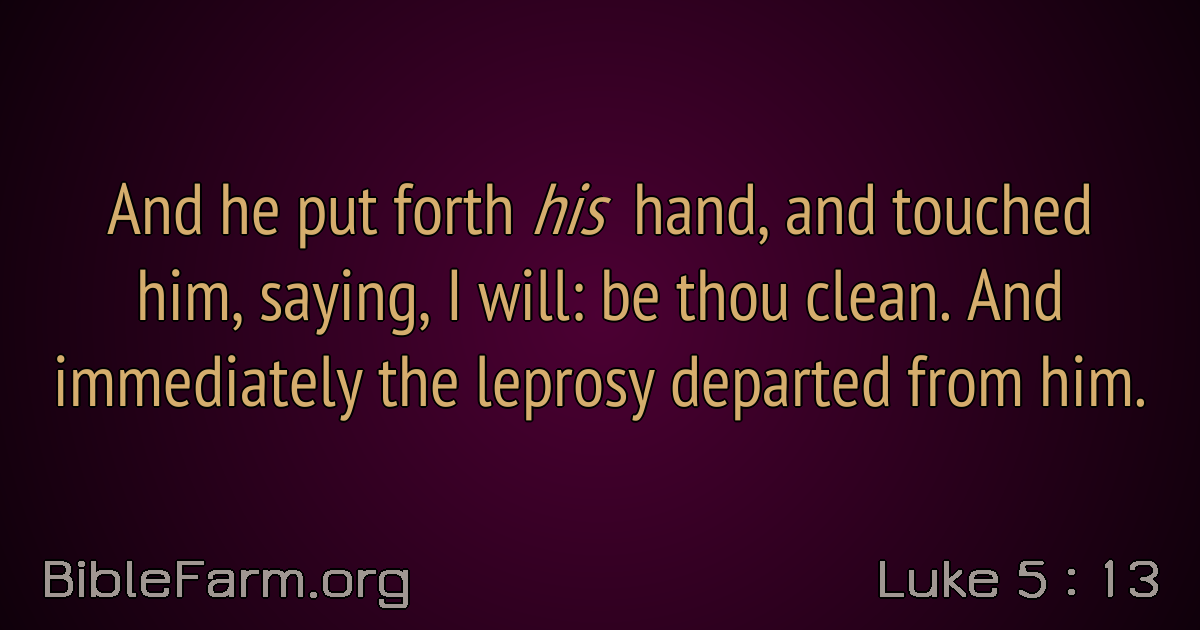 And he put forth his hand, and touched
him, saying, I will: be thou clean. And
immediately the leprosy departed from him.
BibleFarm.org
Luke 5 : 13